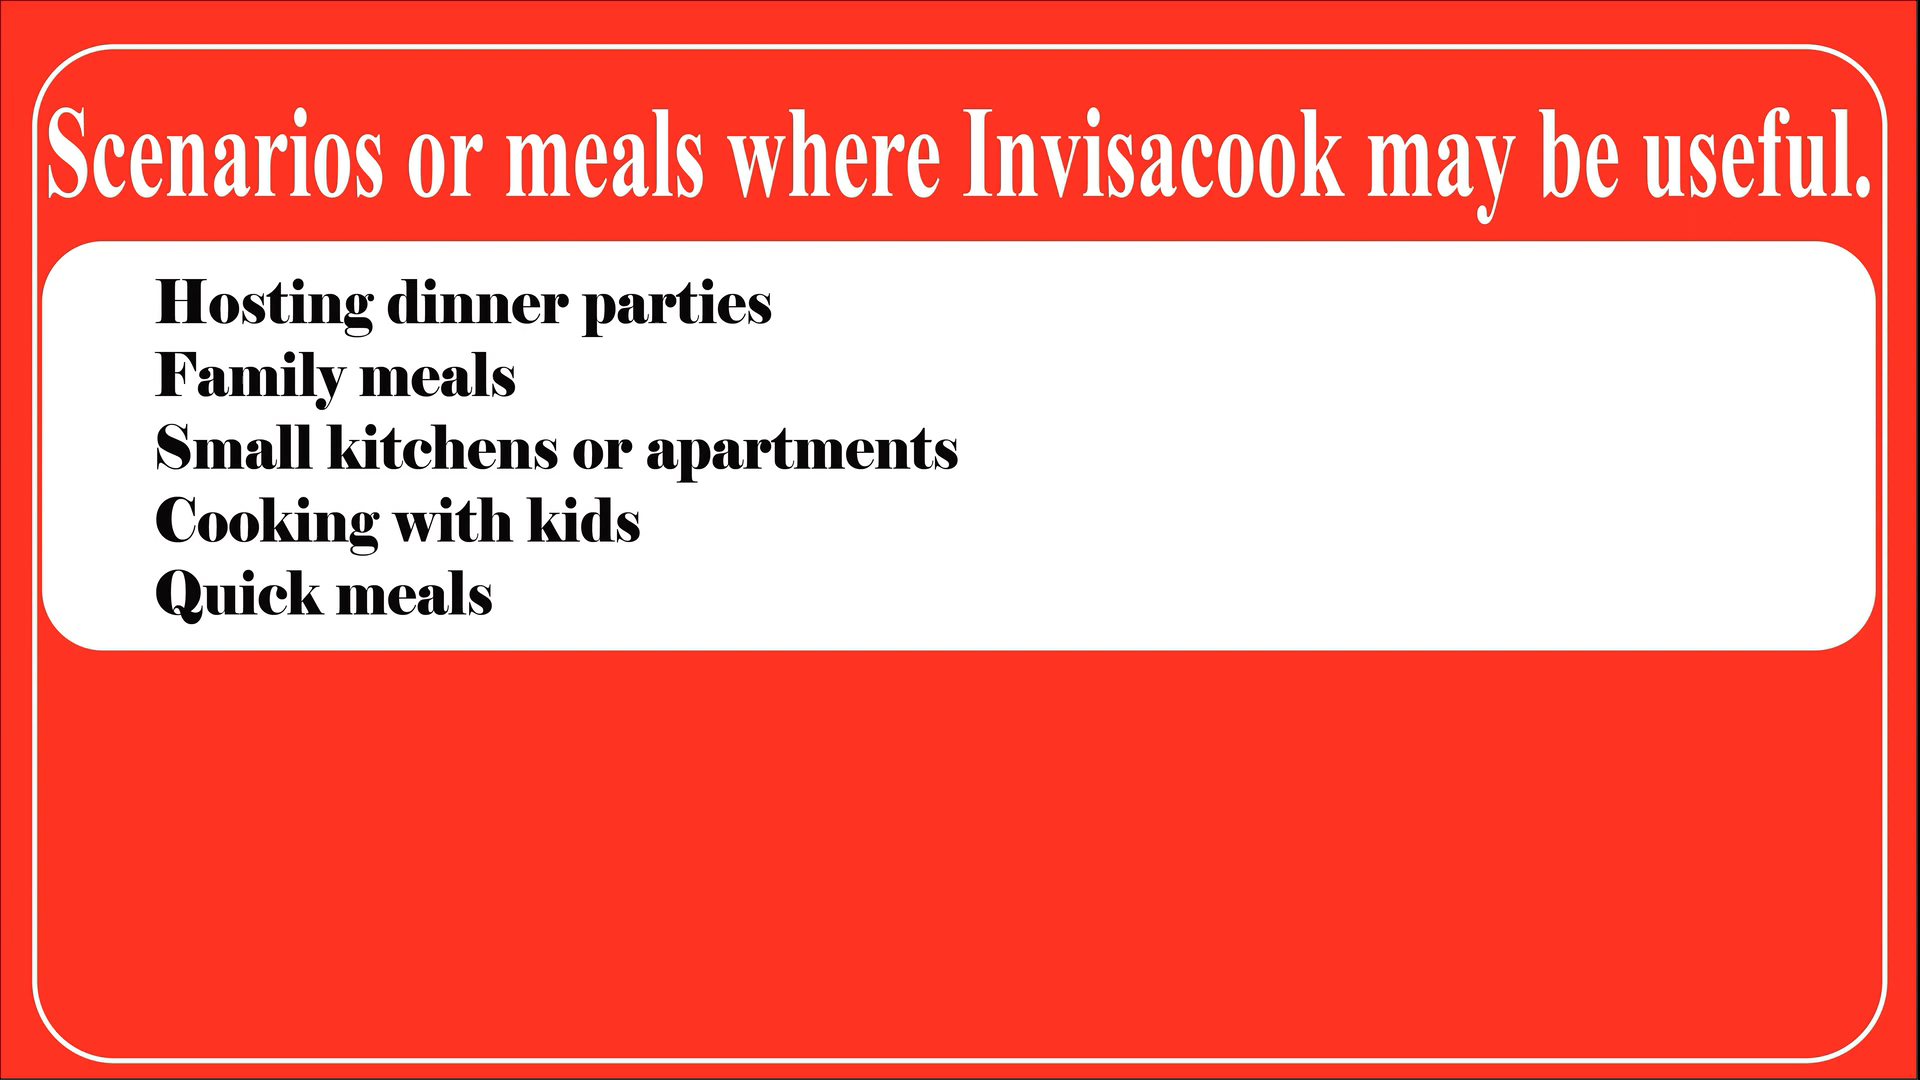 Scenarios or meals where Invisacook may be useful.
Hosting dinner parties
Family meals
Small kitchens or apartments
Cooking with kids
Quick meals